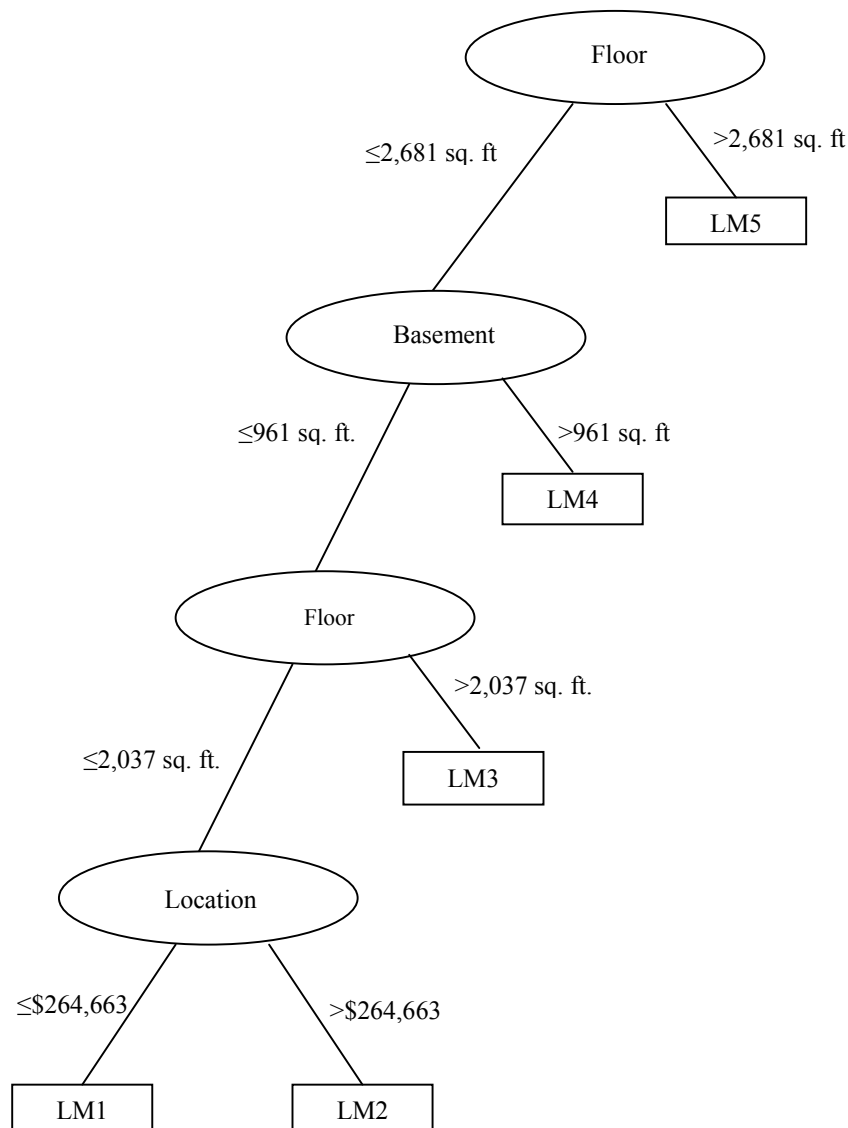 Floor
≤2,681 sq. ft
>2,681 sq. ft
LM5
Basement
≤961 sq. ft.
>961 sq. ft
LM4
Floor
>2,037 sq. ft.
≤2,037 sq. ft.
LM3
Location
≤$264,663
>$264,663
LM1
LM2